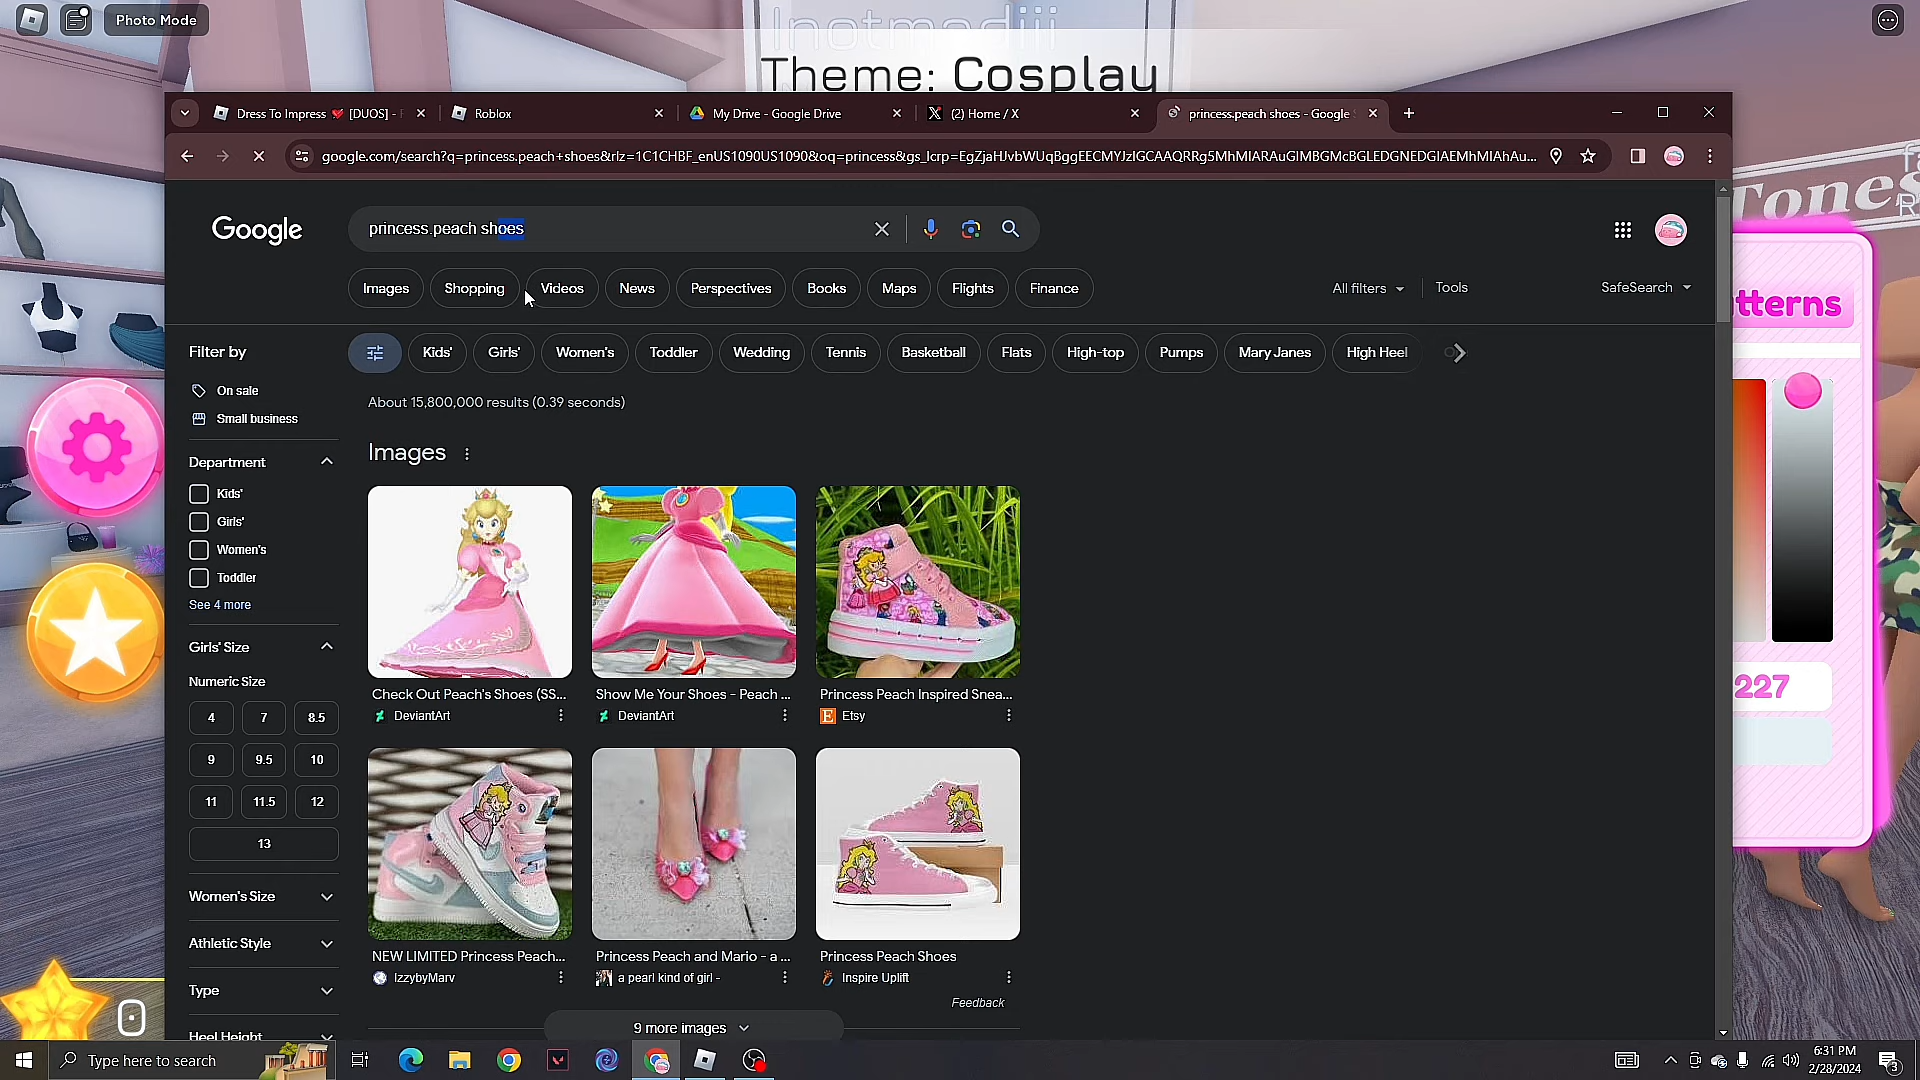 Photo Mode
Inotmadiii
Theme: Cosplay
Dress To Impress ❤ [DUOS] -
Roblox
My Drive - Google Drive
(2) Home / X
princess.peach shoes - Google
google.com/search?q=princess.peach+shoes&rlz=1C1CHBF_enUS1090US1090&oq=princess&gs_lcrp=EgZjaHJvbWUqBggEECMYJzIGCAAQRRg5MhMIARAuGIMBGMcBGLEDGNEDGIAEMhMIAhAu...
Google
princess.peach shoes
Images
Shopping
Videos
News
Perspectives
Books
Maps
Flights
Finance
All filters
Tools
SafeSearch
Tones
tterns
Filter by
On sale
Small business
Kids'
Girls'
Women's
Toddler
Wedding
Tennis
Basketball
Flats
High-top
Pumps
Mary Janes
High Heel
About 15,800,000 results (0.39 seconds)
Department
Kids'
Girls'
Women's
Toddler
See 4 more
Girls' Size
Numeric Size
4
7
8.5
9
9.5
10
11
11.5
12
13
Women's Size
Athletic Style
Type
Heel Height
Images
Check Out Peach's Shoes (SS...
DeviantArt
Show Me Your Shoes - Peach ...
DeviantArt
Princess Peach Inspired Snea...
Etsy
NEW LIMITED Princess Peach...
IzzybyMarv
Princess Peach and Mario - a ...
a pearl kind of girl -
Princess Peach Shoes
Inspire Uplift
Feedback
9 more images
227
0
Type here to search
6:31 PM
2/28/2024
3